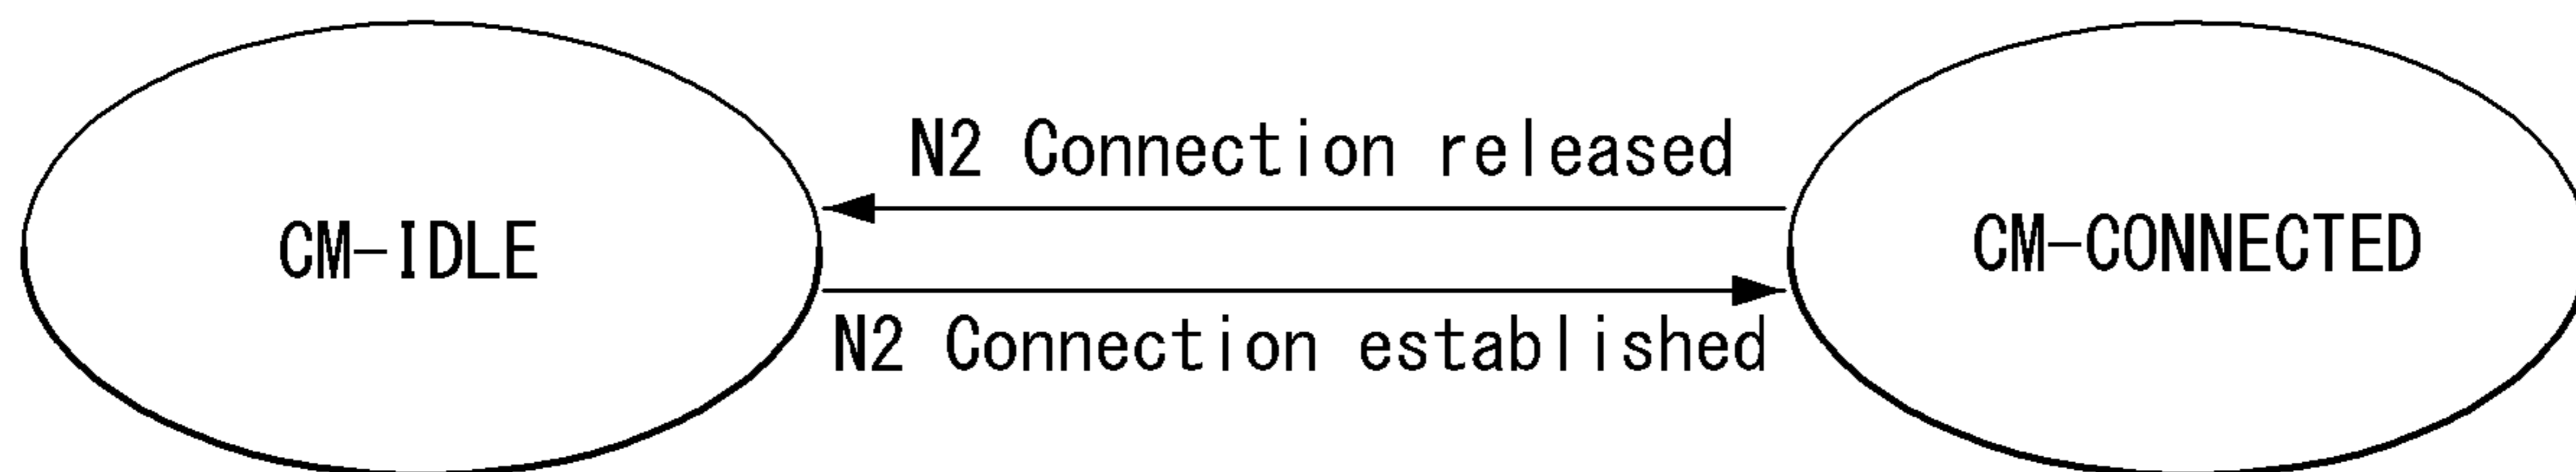 N2 Connection released
CM-IDLE
CM-CONNECTED
N2 Connection established